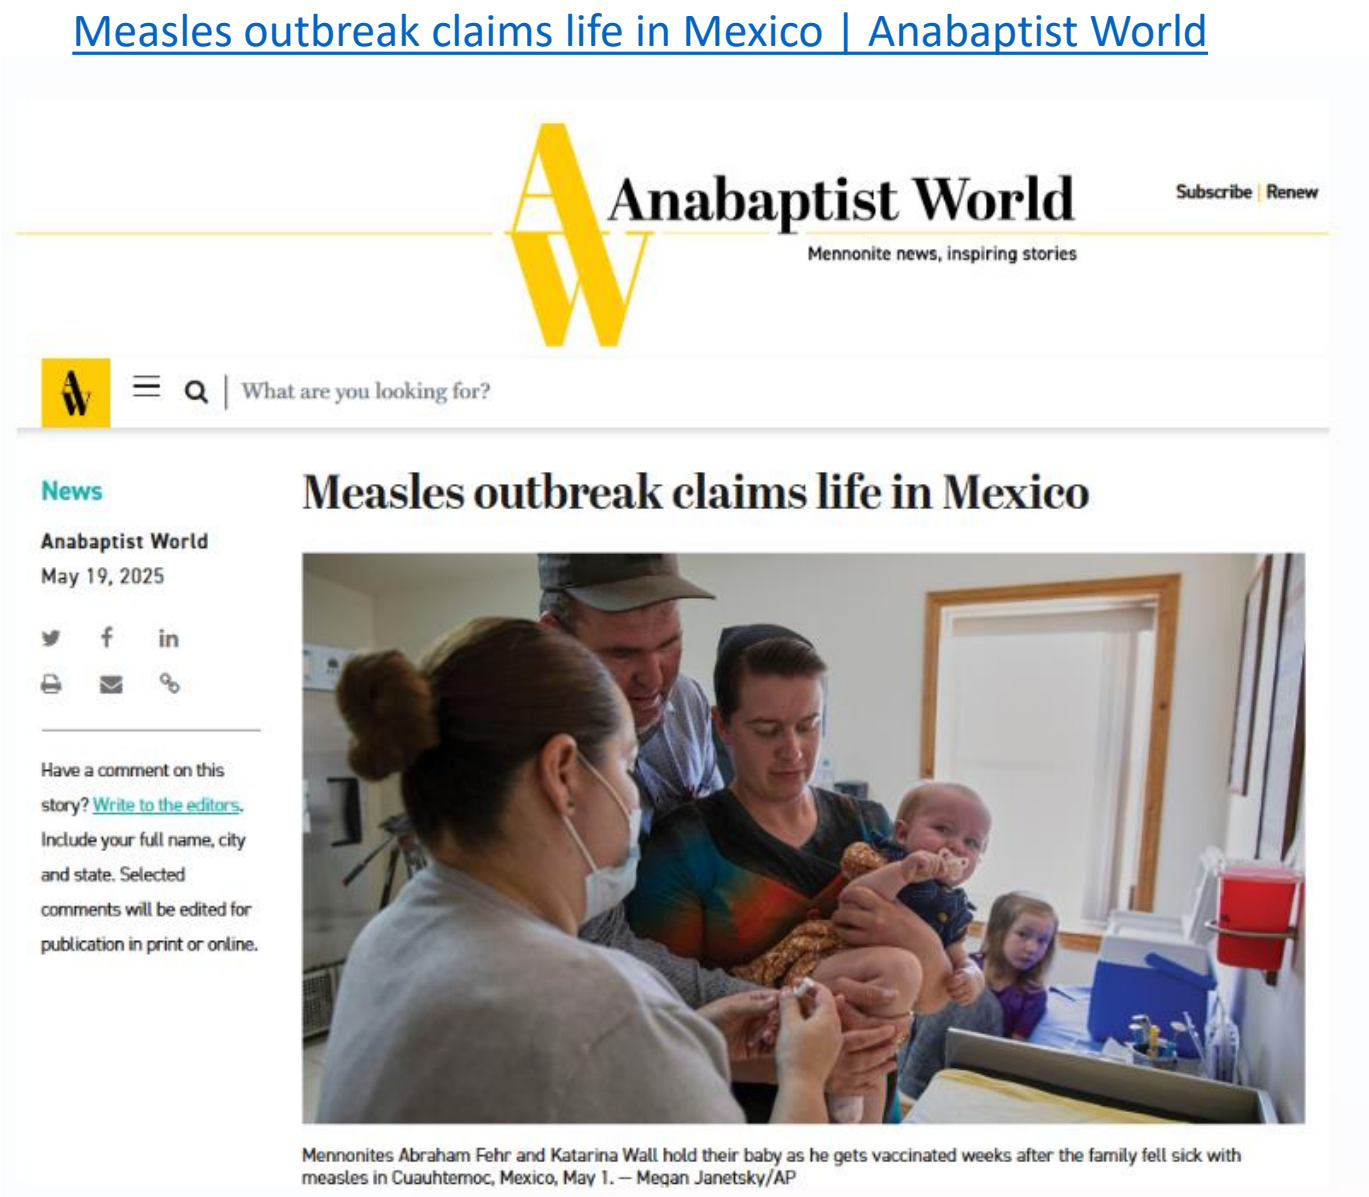 Measles outbreak claims life in Mexico | Anabaptist World
Anabaptist World
Subscribe | Renew
Mennonite news, inspiring stories
AW
What are you looking for?
News
Measles outbreak claims life in Mexico
Anabaptist World
May 19, 2025
Have a comment on this
story? Write to the editors.
Include your full name, city
and state. Selected
comments will be edited for
publication in print or online.
Mennonites Abraham Fehr and Katarina Wall hold their baby as he gets vaccinated weeks after the family fell sick with
measles in Cuauhtemoc, Mexico, May 1. — Megan Janetsky/AP